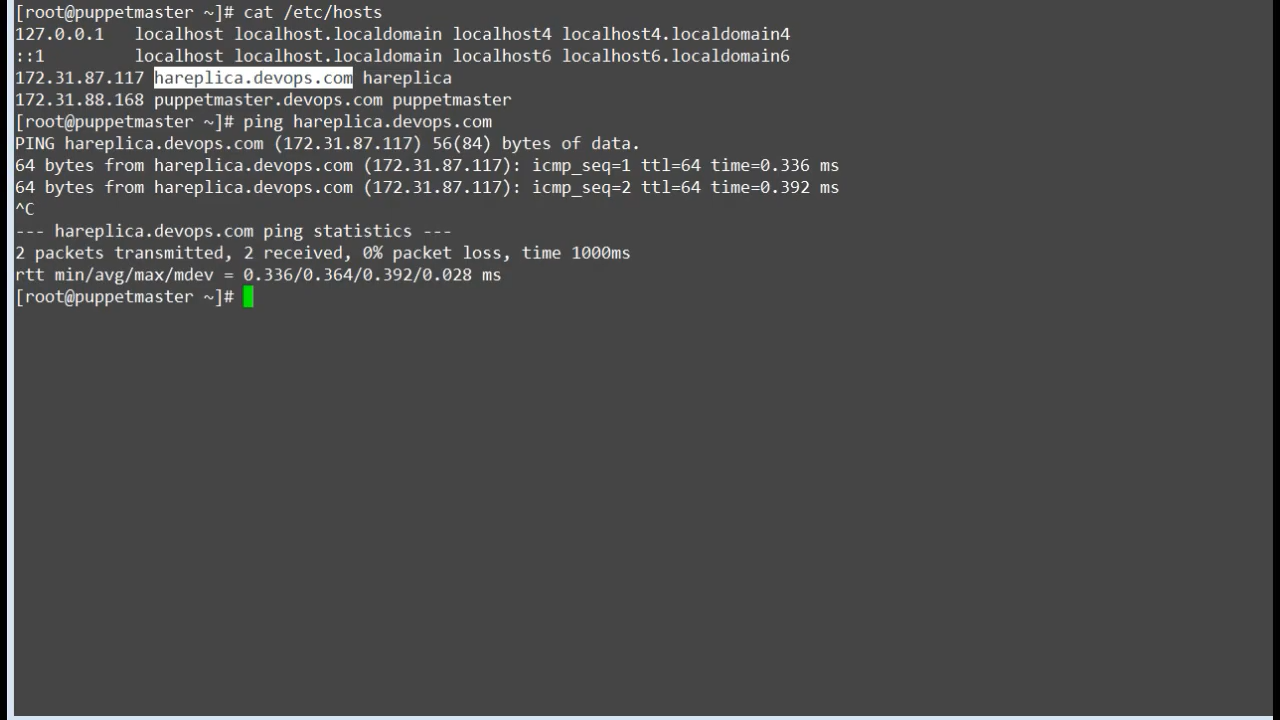 [root@puppetmaster ~]# cat /etc/hosts
127.0.0.1   localhost localhost.localdomain localhost4 localhost4.localdomain4
::1         localhost localhost.localdomain localhost6 localhost6.localdomain6
172.31.87.117 hareplica.devops.com hareplica
172.31.88.168 puppetmaster.devops.com puppetmaster
[root@puppetmaster ~]# ping hareplica.devops.com
PING hareplica.devops.com (172.31.87.117) 56(84) bytes of data.
64 bytes from hareplica.devops.com (172.31.87.117): icmp_seq=1 ttl=64 time=0.336 ms
64 bytes from hareplica.devops.com (172.31.87.117): icmp_seq=2 ttl=64 time=0.392 ms
^C
--- hareplica.devops.com ping statistics ---
2 packets transmitted, 2 received, 0% packet loss, time 1000ms
rtt min/avg/max/mdev = 0.336/0.364/0.392/0.028 ms
[root@puppetmaster ~]#